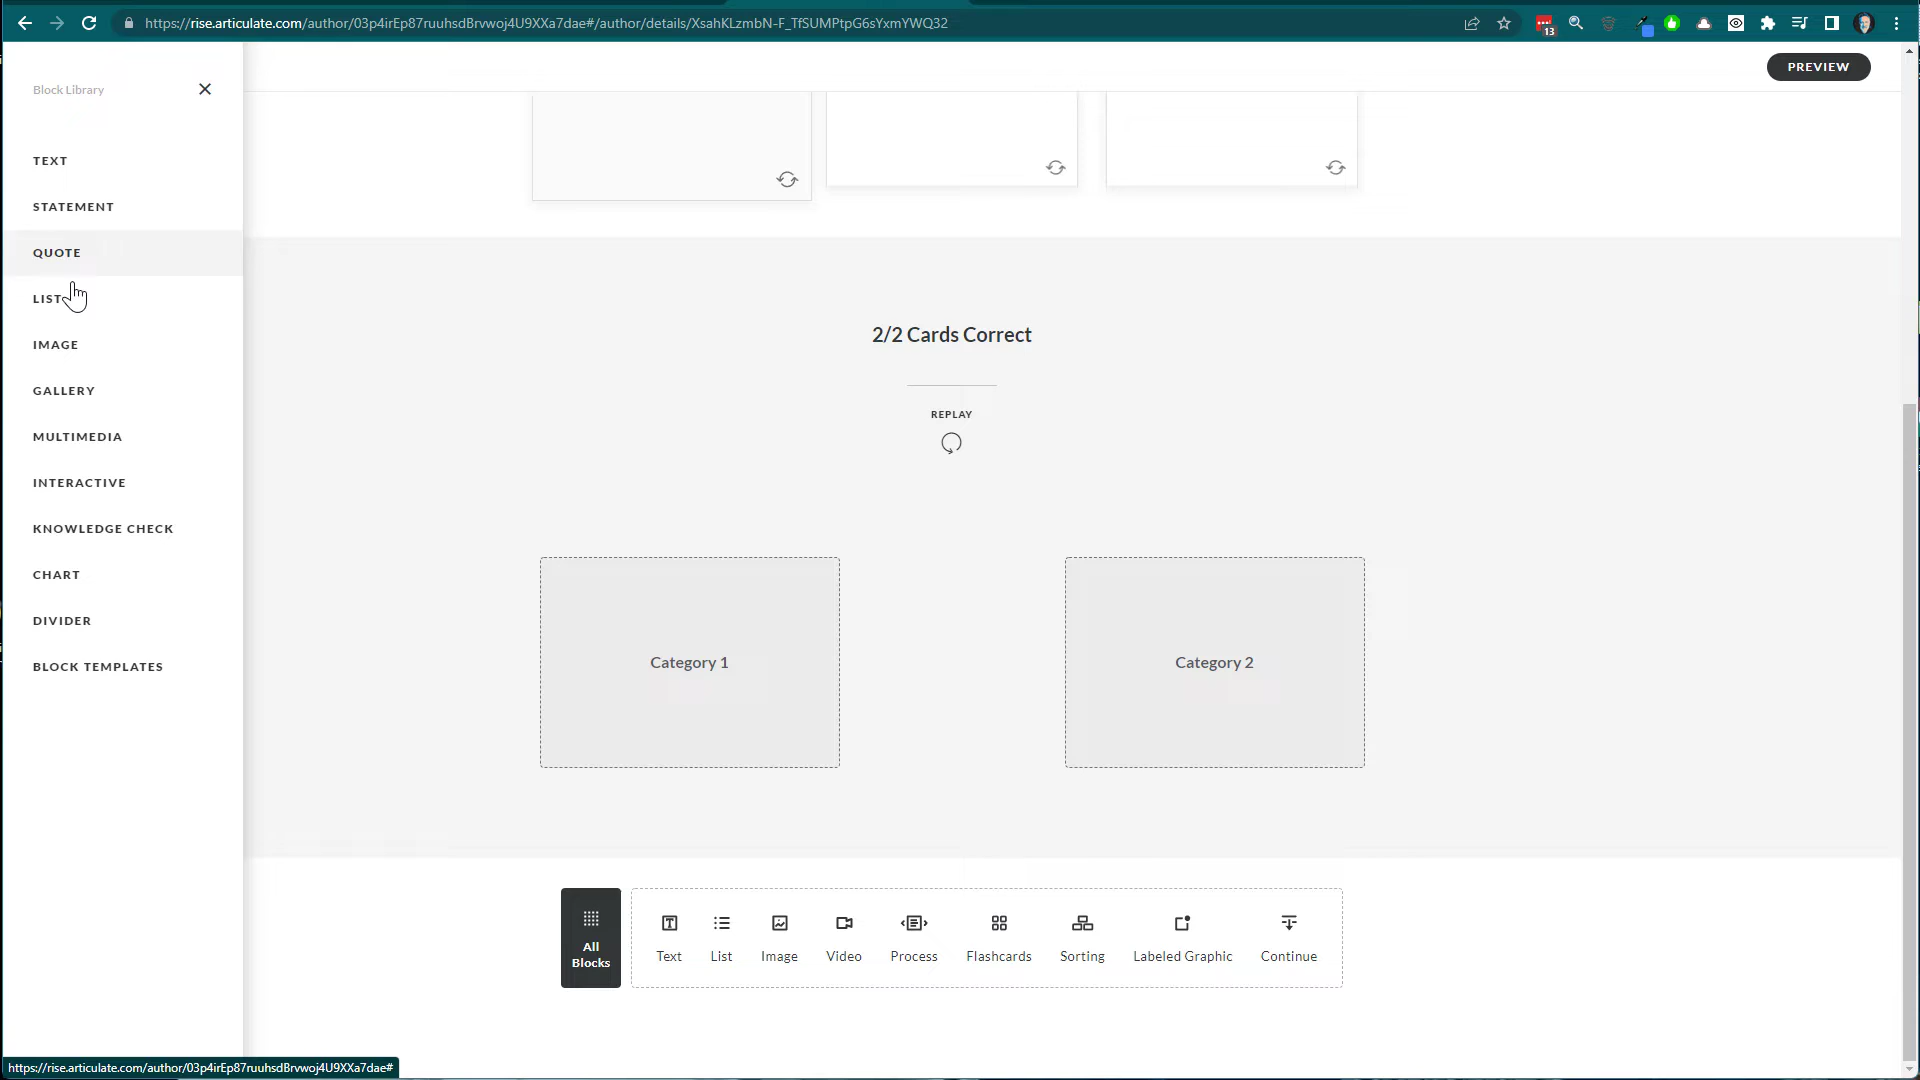 https://rise.articulate.com/author/03p4irEp87ruuhsdBrvwoj4U9XXa7dae#/author/details/XsahKLzmbN-F_TfSUMPtpG6sYxmYWQ32
13
Block Library
PREVIEW
TEXT
STATEMENT
QUOTE
LIST
IMAGE
GALLERY
MULTIMEDIA
INTERACTIVE
KNOWLEDGE CHECK
CHART
DIVIDER
BLOCK TEMPLATES
2/2 Cards Correct
REPLAY
Category 1
Category 2
All
Blocks
Text
List
Image
Video
Process
Flashcards
Sorting
Labeled Graphic
Continue
https://rise.articulate.com/author/03p4irEp87ruuhsdBrvwoj4U9XXa7dae#